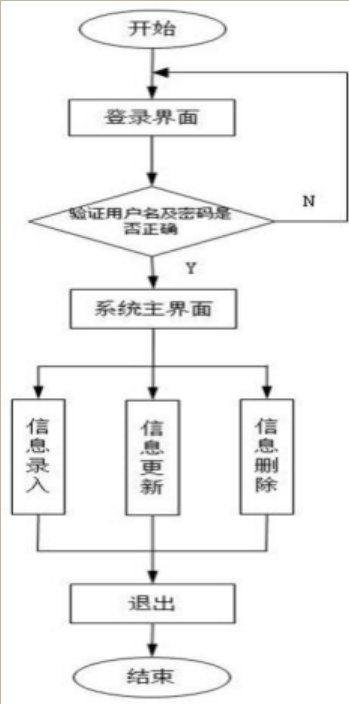 开始
登录界面
验证用户名及密码是
否正确
N
Y
系统主界面
信息录入
信息更新
信息删除
退出
结束